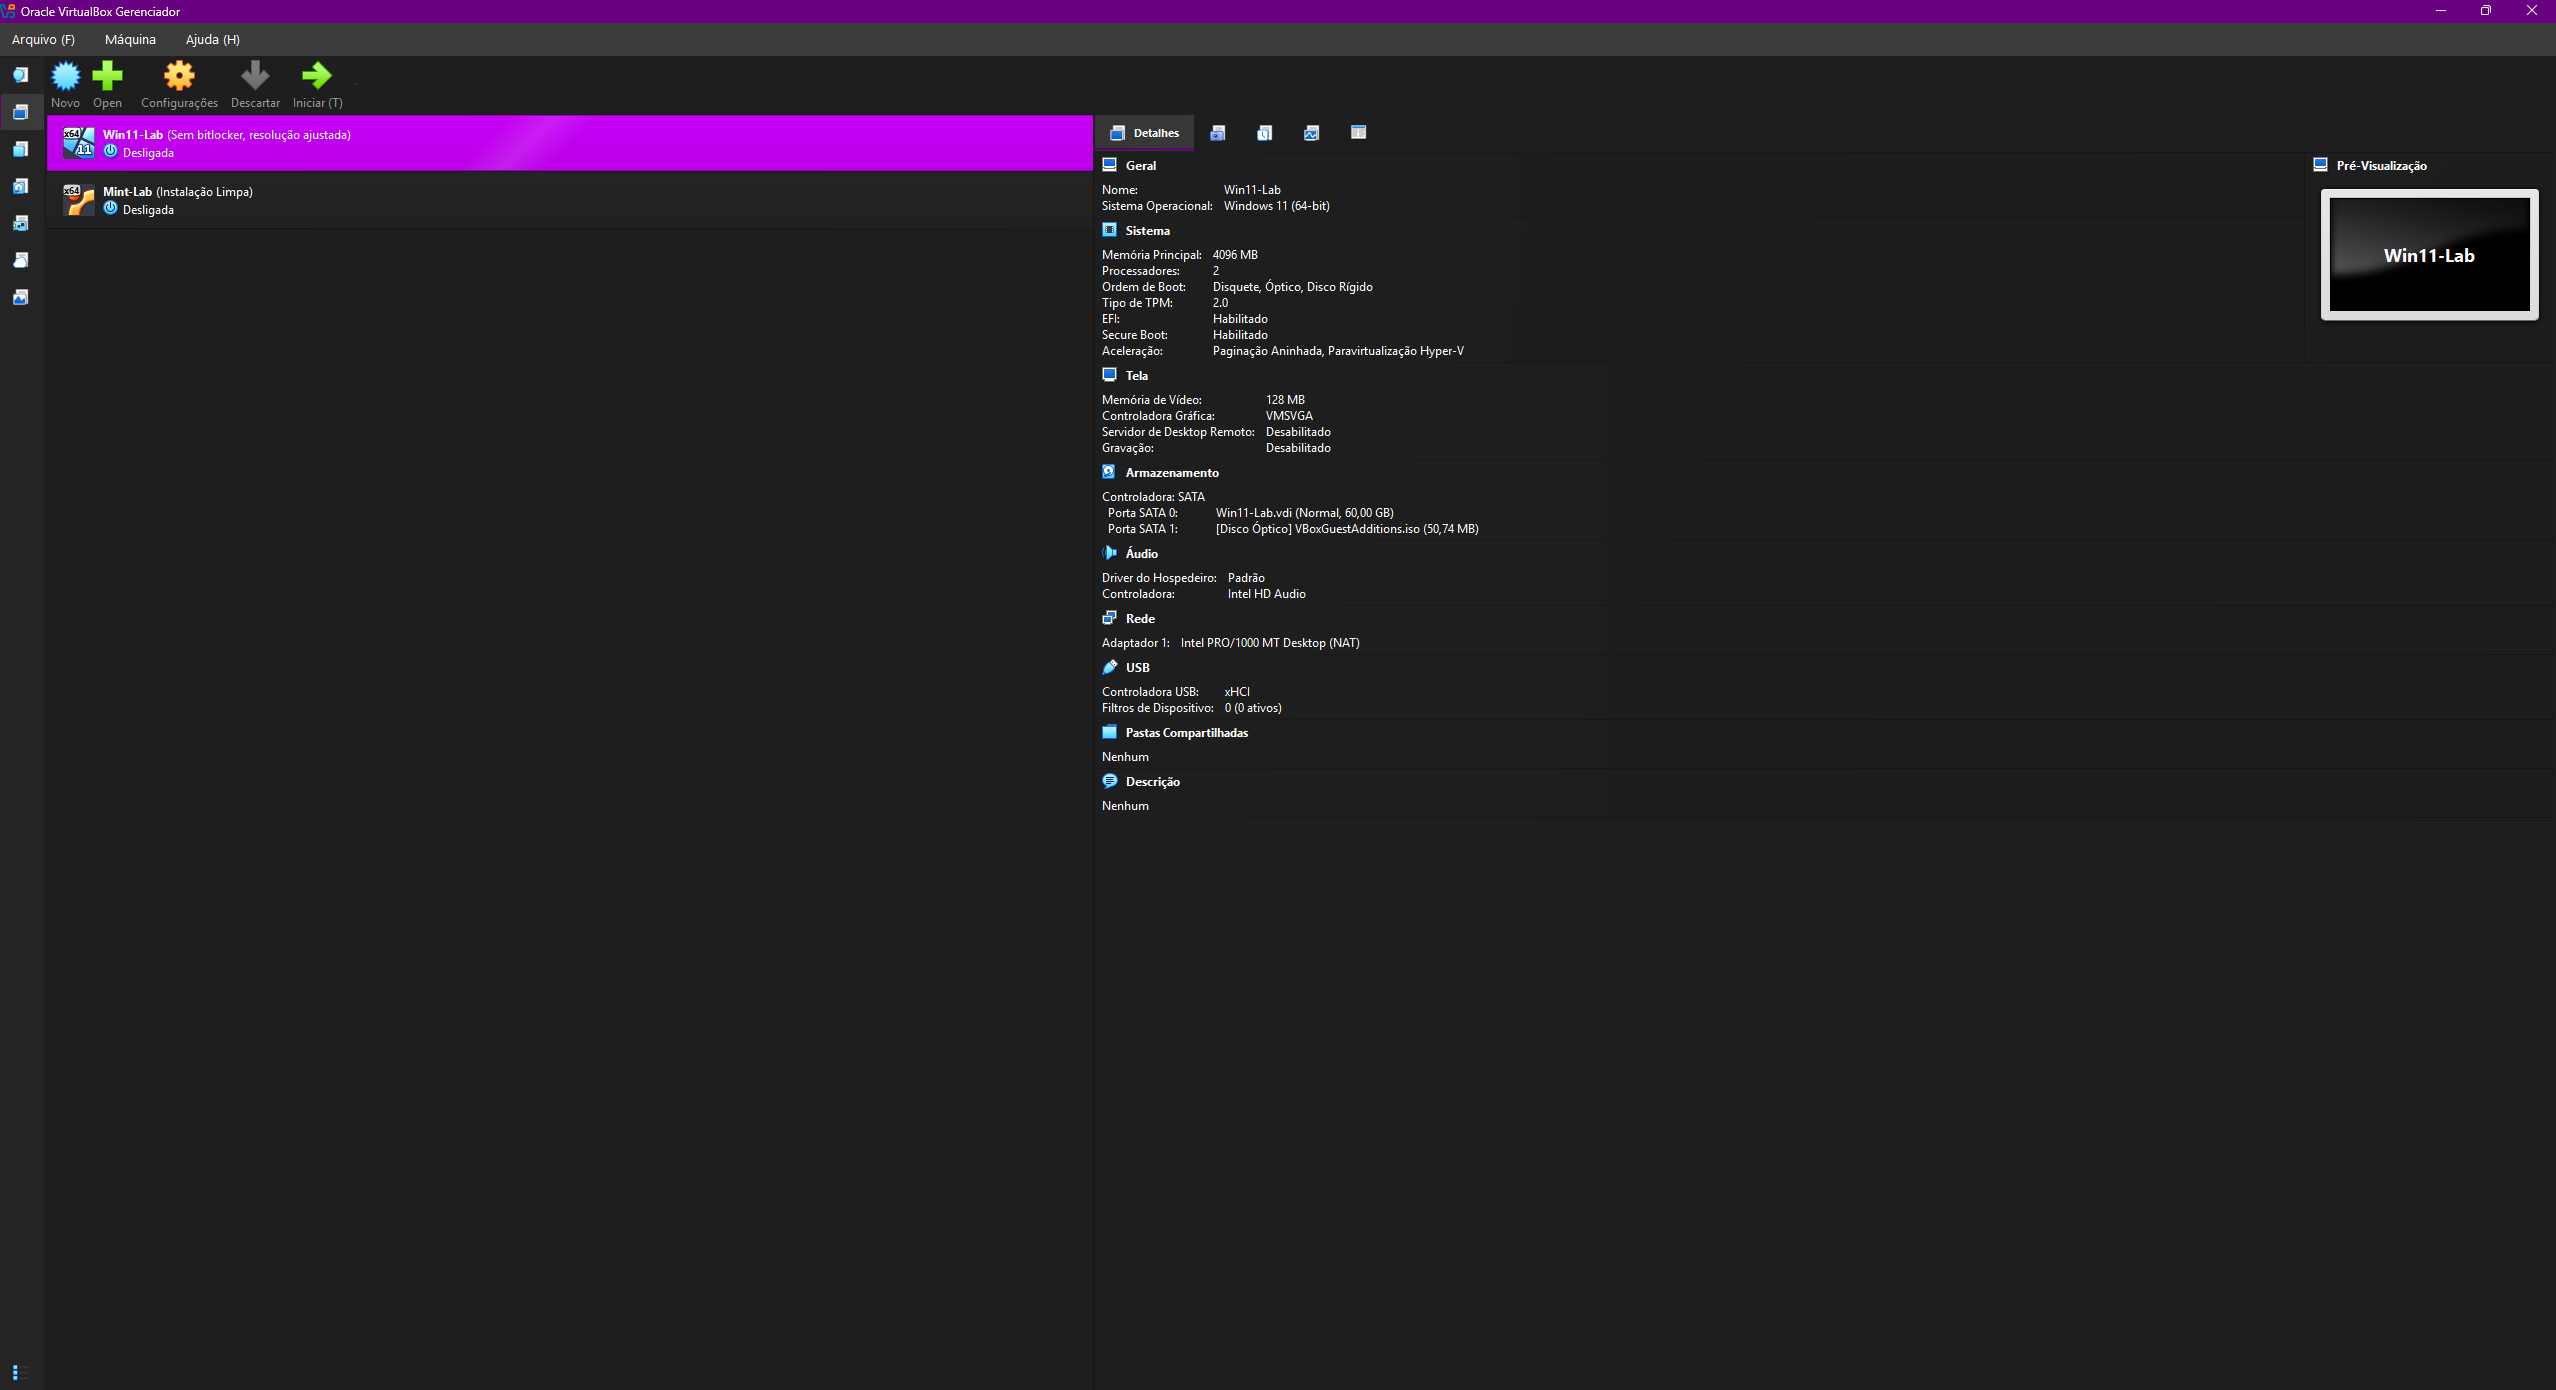 Oracle VirtualBox Gerenciador
Arquivo (F) Máquina Ajuda (H)
Novo Open Configurações Descartar Iniciar (T)
x64 11
Win11-Lab (Sem bitlocker, resolução ajustada)
Desligada
x64
Mint-Lab (Instalação Limpa)
Desligada
Detalhes
Geral
Nome: Win11-Lab
Sistema Operacional: Windows 11 (64-bit)
Sistema
Memória Principal: 4096 MB
Processadores: 2
Ordem de Boot: Disquete, Óptico, Disco Rígido
Tipo de TPM: 2.0
EFI: Habilitado
Secure Boot: Habilitado
Aceleração: Paginação Aninhada, Paravirtualização Hyper-V
Pré-Visualização
Win11-Lab
Tela
Memória de Vídeo: 128 MB
Controladora Gráfica: VMSVGA
Servidor de Desktop Remoto: Desabilitado
Gravação: Desabilitado
Armazenamento
Controladora: SATA
Porta SATA 0: Win11-Lab.vdi (Normal, 60,00 GB)
Porta SATA 1: [Disco Óptico] VBoxGuestAdditions.iso (50,74 MB)
Áudio
Driver do Hospedeiro: Padrão
Controladora: Intel HD Audio
Rede
Adaptador 1: Intel PRO/1000 MT Desktop (NAT)
USB
Controladora USB: xHCI
Filtros de Dispositivo: 0 (0 ativos)
Pastas Compartilhadas
Nenhum
Descrição
Nenhum